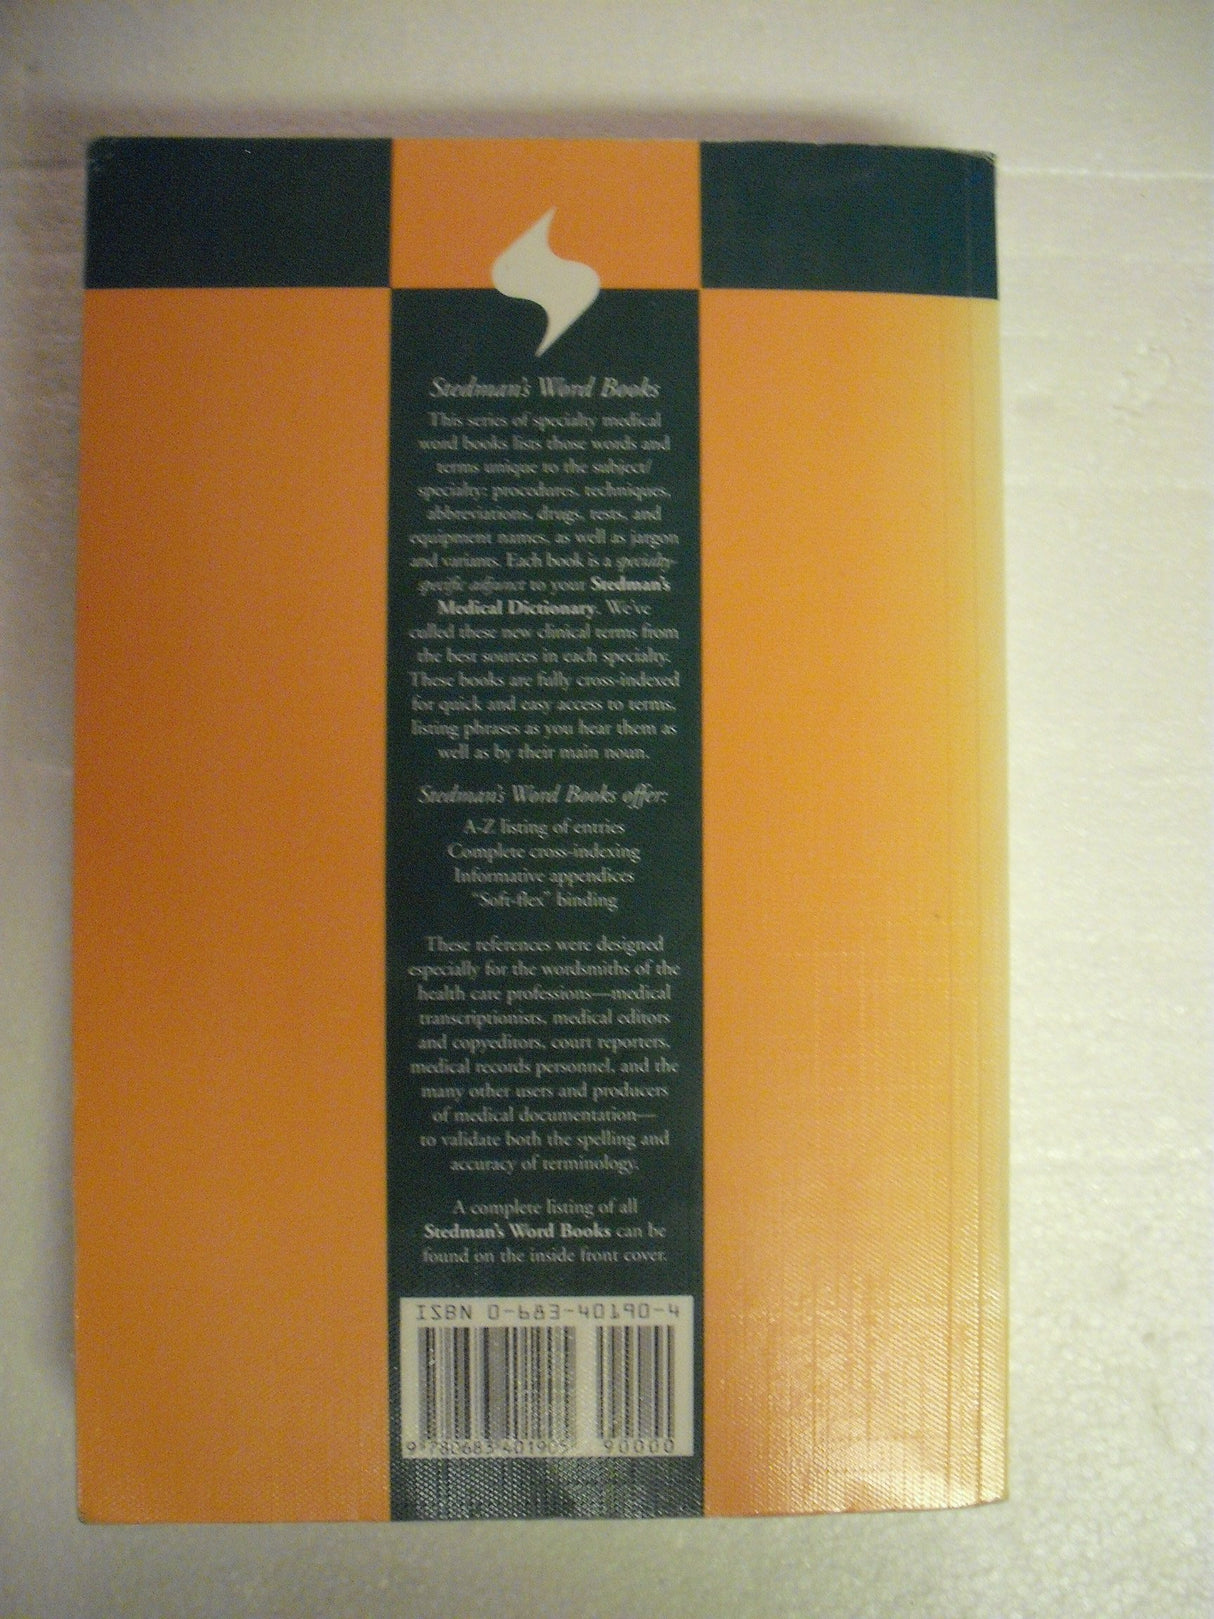 Stedman's Word Books
This series of specialty medical
word books lists those words and
terms unique to the subject/
specialty: procedures, techniques,
abbreviations, drugs, tests, and
equipment names, as well as jargon
and variants. Each book is a specialty-
specific adjunct to your Stedman's
Medical Dictionary. We've
culled these new clinical terms from
the best sources in each specialty.
These books are fully cross-indexed
for quick and easy access to terms,
listing phrases as you hear them as
well as by their main noun.
Stedman's Word Books offer:
A-Z listing of entries
Complete cross-indexing
Informative appendices
"Soft-flex" binding
These references were designed
especially for the wordsmiths of the
health care professions—medical
transcriptionists, medical editors
and copyeditors, court reporters,
medical records personnel, and the
many other users and producers
of medical documentation—
to validate both the spelling and
accuracy of terminology.
A complete listing of all
Stedman's Word Books can be
found on the inside front cover.
ISBN 0-683-40190-4
9 780683 401905 90000